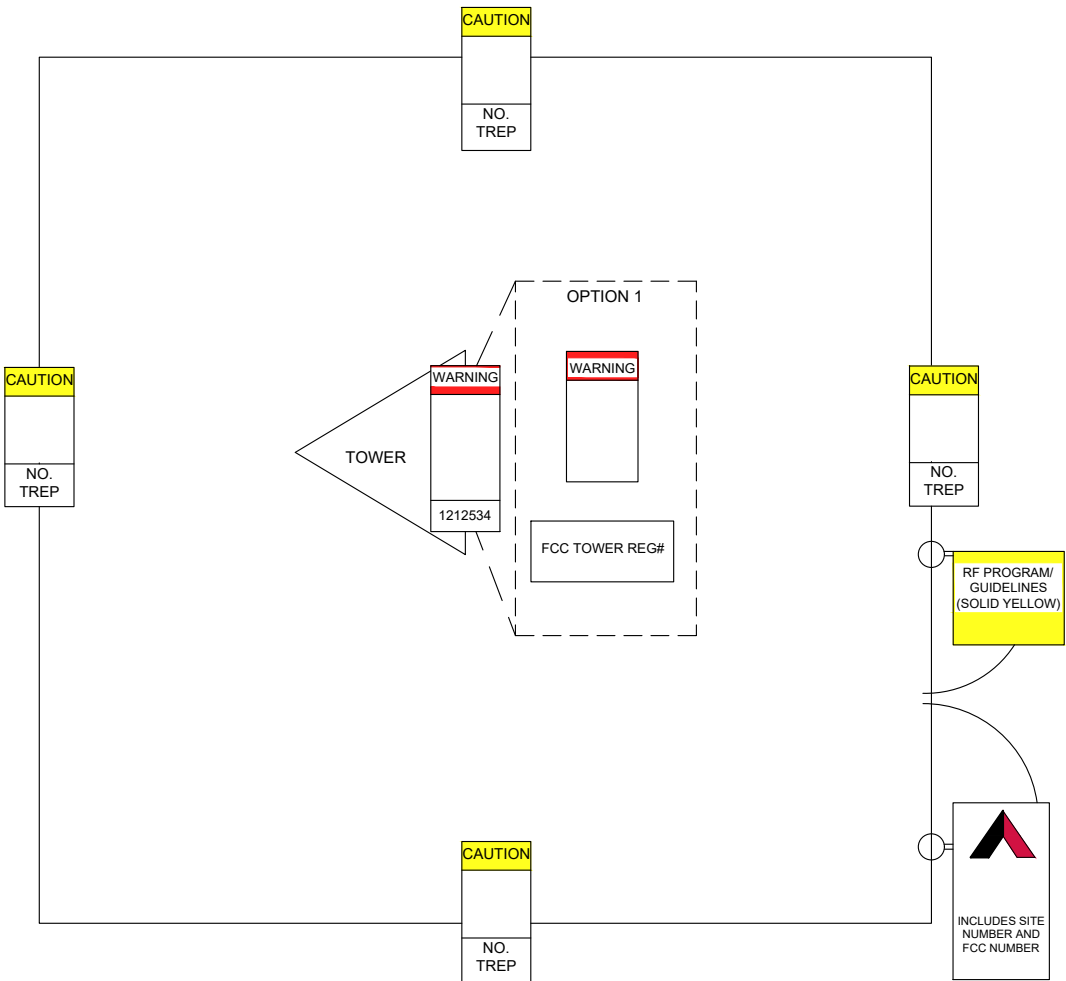 CAUTION
NO.
TREP
OPTION 1
WARNING
WARNING
CAUTION
NO.
TREP
CAUTION
NO.
TREP
TOWER
1212534
FCC TOWER REG#
RF PROGRAM/
GUIDELINES
(SOLID YELLOW)
CAUTION
NO.
TREP
INCLUDES SITE
NUMBER AND
FCC NUMBER